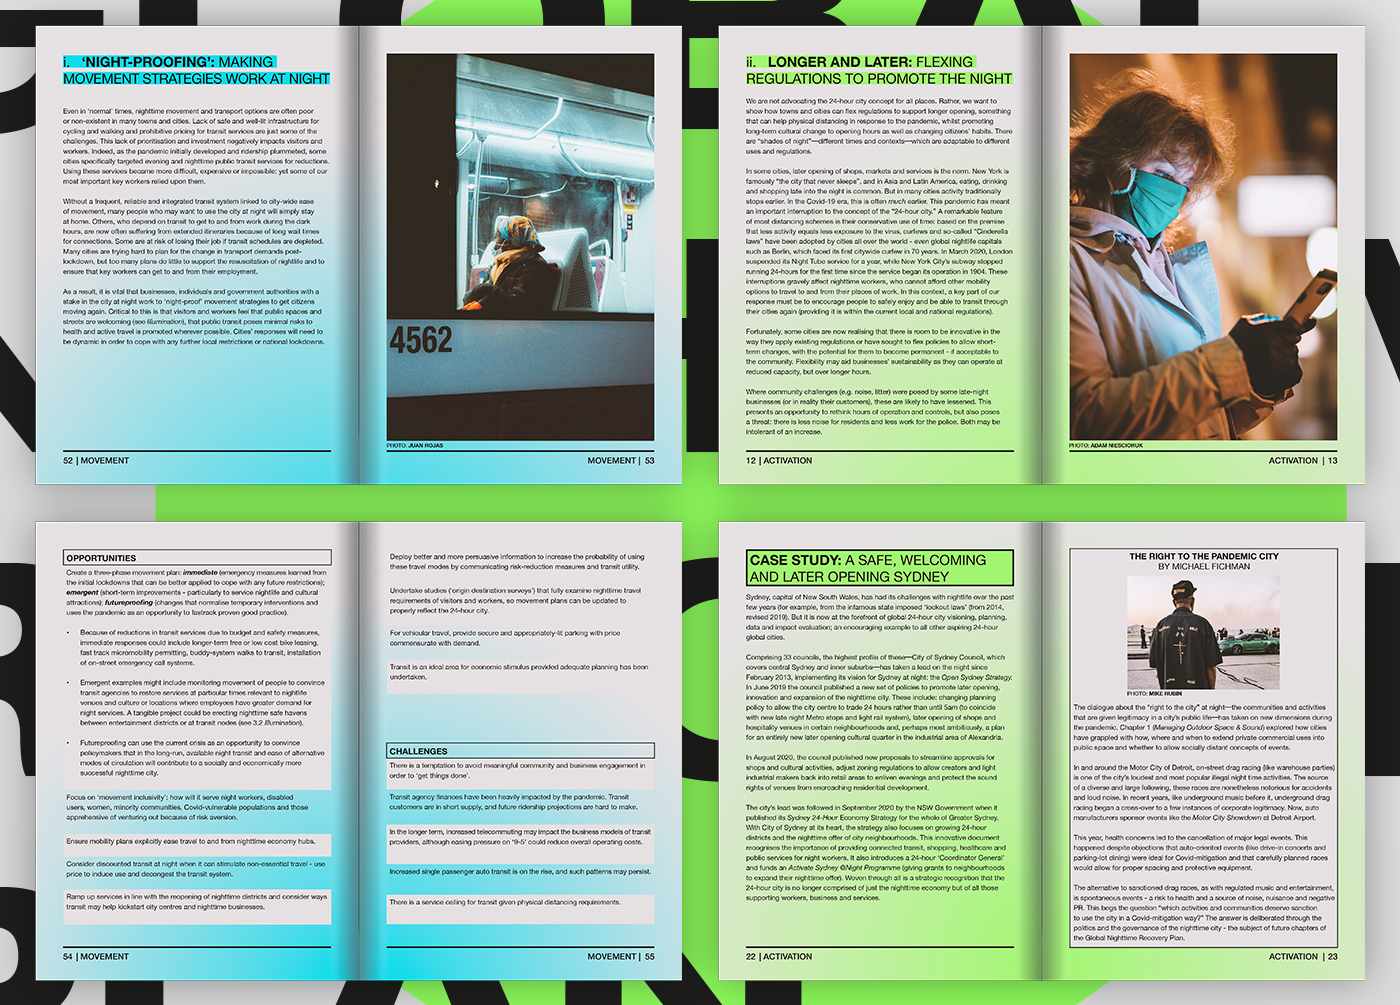 i. ‘NIGHT-PROOFING’: MAKING
MOVEMENT STRATEGIES WORK AT NIGHT
Even in ‘normal’ times, nighttime movement and transport options are often poor
or non-existent in many towns and cities. Lack of safe and well-lit infrastructure for
cycling and walking and prohibitive pricing for transit services are just some of the
challenges. This lack of prioritisation and investment negatively impacts visitors and
workers. Indeed, as the pandemic initially developed and ridership plummeted, some
cities specifically targeted evening and nighttime public transit services for reductions.
Using these services became more difficult, expensive or impossible: yet some of our
most important key workers relied upon them.
Without a frequent, reliable and integrated transit system linked to city-wide ease
of movement, many people who may want to use the city at night will simply stay
at home. Others, who depend on transit to get to and from work during the dark
hours, are now often suffering from extended itineraries because of long wait times
for connections. Some are at risk of losing their job if transit schedules are depleted.
Many cities are trying hard to plan for the change in transport demands post-
lockdown, but too many plans do little to support the resuscitation of nightlife and to
ensure that key workers can get to and from their employment.
As a result, it is vital that businesses, individuals and government authorities with a
stake in the city at night work to ‘night-proof’ movement strategies to get citizens
moving again. Critical to this is that visitors and workers feel that public spaces and
streets are welcoming (see illumination), that public transit poses minimal risks to
health and active travel is promoted wherever possible. Cities’ responses will need to
be dynamic in order to cope with any further local restrictions or national lockdowns.
52 | MOVEMENT
4562
PHOTO: JUAN ROJAS
MOVEMENT | 53
ii. LONGER AND LATER: FLEXING
REGULATIONS TO PROMOTE THE NIGHT
We are not advocating the 24-hour city concept for all places. Rather, we want to
show how towns and cities can flex regulations to support longer opening, something
that can help physical distancing in response to the pandemic, whilst promoting
long-term cultural change to opening hours as well as changing citizens’ habits. There
are “shades of night”—different times and contexts—which are adaptable to different
uses and regulations.
In some cities, later opening of shops, markets and services is the norm. New York is
famously “the city that never sleeps”, and in Asia and Latin America, eating, drinking
and shopping late into the night is common. But in many cities activity traditionally
stops earlier. In the Covid-19 era, this is often much earlier. This pandemic has meant
an important interruption to the concept of the “24-hour city.” A remarkable feature
of most distancing schemes is their conservative use of time: based on the premise
that less activity equals less exposure to the virus, curfews and so-called “Cinderella
laws” have been adopted by cities all over the world - even global nightlife capitals
such as Berlin, which faced its first citywide curfew in 70 years. In March 2020, London
suspended its Night Tube service for a year, while New York City’s subway stopped
running 24-hours for the first time since the service began its operation in 1904. These
interruptions gravely affect nighttime workers, who cannot afford other mobility
options to travel to and from their places of work. In this context, a key part of our
response must be to encourage people to safely enjoy and be able to transit through
their cities again (providing it is within the current local and national regulations).
Fortunately, some cities are now realising that there is room to be innovative in the
way they apply existing regulations or have sought to flex policies to allow short-
term changes, with the potential for them to become permanent - if acceptable to
the community. Flexibility may aid businesses’ sustainability as they can operate at
reduced capacity, but over longer hours.
Where community challenges (e.g. noise, litter) were posed by some late-night
businesses (or in reality their customers), these are likely to have lessened. This
presents an opportunity to rethink hours of operation and controls, but also poses
a threat: there is less noise for residents and less work for the police. Both may be
intolerant of an increase.
12 | ACTIVATION
PHOTO: ADAM NIESCIORUK
ACTIVATION | 13
OPPORTUNITIES
Create a three-phase movement plan: immediate (emergency measures learned from
the initial lockdowns that can be better applied to cope with any future restrictions);
emergent (short-term improvements - particularly to service nightlife and cultural
attractions); futureproofing (changes that normalise temporary interventions and
uses the pandemic as an opportunity to fastrack proven good practice).
• Because of reductions in transit services due to budget and safety measures,
immediate responses could include longer-term free or low cost bike leasing,
fast track micromobility permitting, buddy-system walks to transit, installation
of on-street emergency call systems.
• Emergent examples might include monitoring movement of people to convince
transit agencies to restore services at particular times relevant to nightlife
venues and culture or locations where employees have greater demand for
night services. A tangible project could be erecting nighttime safe havens
between entertainment districts or at transit nodes (see 3.2 Illumination).
• Futureproofing can use the current crisis as an opportunity to convince
policymakers that in the long-run, available night transit and ease of alternative
modes of circulation will contribute to a socially and economically more
successful nighttime city.
Focus on ‘movement inclusivity’: how will it serve night workers, disabled
users, women, minority communities, Covid-vulnerable populations and those
apprehensive of venturing out because of risk aversion.
Ensure mobility plans explicitly ease travel to and from nighttime economy hubs.
Consider discounted transit at night when it can stimulate non-essential travel - use
price to induce use and decongest the transit system.
Ramp up services in line with the reopening of nighttime districts and consider ways
transit may help kickstart city centres and nighttime businesses.
54 | MOVEMENT
Deploy better and more persuasive information to increase the probability of using
these travel modes by communicating risk-reduction measures and transit utility.
Undertake studies (‘origin destination surveys’) that fully examine nighttime travel
requirements of visitors and workers, so movement plans can be updated to
properly reflect the 24-hour city.
For vehicular travel, provide secure and appropriately-lit parking with price
commensurate with demand.
Transit is an ideal area for economic stimulus provided adequate planning has been
undertaken.
CHALLENGES
There is a temptation to avoid meaningful community and business engagement in
order to ‘get things done’.
Transit agency finances have been heavily impacted by the pandemic. Transit
customers are in short supply, and future ridership projections are hard to make.
In the longer term, increased telecommuting may impact the business models of transit
providers, although easing pressure on ‘9-5’ could reduce overall operating costs.
Increased single passenger auto transit is on the rise, and such patterns may persist.
There is a service ceiling for transit given physical distancing requirements.
MOVEMENT | 55
CASE STUDY: A SAFE, WELCOMING
AND LATER OPENING SYDNEY
Sydney, capital of New South Wales, has had its challenges with nightlife over the past
few years (for example, from the infamous state imposed ‘lockout laws’ (from 2014,
revised 2019). But it is now at the forefront of global 24-hour city visioning, planning,
data and impact evaluation; an encouraging example to all other aspiring 24-hour
global cities.
Comprising 33 councils, the highest profile of these—City of Sydney Council, which
covers central Sydney and inner suburbs—has taken a lead on the night since
February 2013, implementing its vision for Sydney at night: the Open Sydney Strategy.
In June 2019 the council published a new set of policies to promote later opening,
innovation and expansion of the nighttime city. These include: changing planning
policy to allow the city centre to trade 24 hours rather than until 5am (to coincide
with new late night Metro stops and light rail system), later opening of shops and
hospitality venues in certain neighbourhoods and, perhaps most ambitiously, a plan
for an entirely new later opening cultural quarter in the industrial area of Alexandria.
In August 2020, the council published new proposals to streamline approvals for
shops and cultural activities, adjust zoning regulations to allow creators and light
industrial makers back into retail areas to enliven evenings and protect the sound
rights of venues from encroaching residential development.
The city’s lead was followed in September 2020 by the NSW Government when it
published its Sydney 24-Hour Economy Strategy for the whole of Greater Sydney.
With City of Sydney at its heart, the strategy also focuses on growing 24-hour
districts and the nighttime offer of city neighbourhoods. This innovative document
recognises the importance of providing connected transit, shopping, healthcare and
public services for night workers. It also introduces a 24-hour ‘Coordinator General’
and funds an Activate Sydney @Night Programme (giving grants to neighbourhoods
to expand their nighttime offer). Woven through all is a strategic recognition that the
24-hour city is no longer comprised of just the nighttime economy but of all those
supporting workers, business and services.
22 | ACTIVATION
THE RIGHT TO THE PANDEMIC CITY
BY MICHAEL FICHMAN
PHOTO: MIKE RUBIN
The dialogue about the “right to the city” at night—the communities and activities
that are given legitimacy in a city’s public life—has taken on new dimensions during
the pandemic. Chapter 1 (Managing Outdoor Space & Sound) explored how cities
have grappled with how, where and when to extend private commercial uses into
public space and whether to allow socially distant concepts of events.
In and around the Motor City of Detroit, on-street drag racing (like warehouse parties)
is one of the city’s loudest and most popular illegal night time activities. The source
of a diverse and large following, these races are nonetheless notorious for accidents
and loud noise. In recent years, like underground music before it, underground drag
racing began a cross-over to a few instances of corporate legitimacy. Now, auto
manufacturers sponsor events like the Motor City Showdown at Detroit Airport.
This year, health concerns led to the cancellation of major legal events. This
happened despite objections that auto-oriented events (like drive-in concerts and
parking-lot dining) were ideal for Covid-mitigation and that carefully planned races
would allow for proper spacing and protective equipment.
The alternative to sanctioned drag races, as with regulated music and entertainment,
is spontaneous events - a risk to health and a source of noise, nuisance and negative
PR. This begs the question “which activities and communities deserve sanction
to use the city in a Covid-mitigation way?” The answer is deliberated through the
politics and the governance of the nighttime city - the subject of future chapters of
the Global Nighttime Recovery Plan.
ACTIVATION | 23